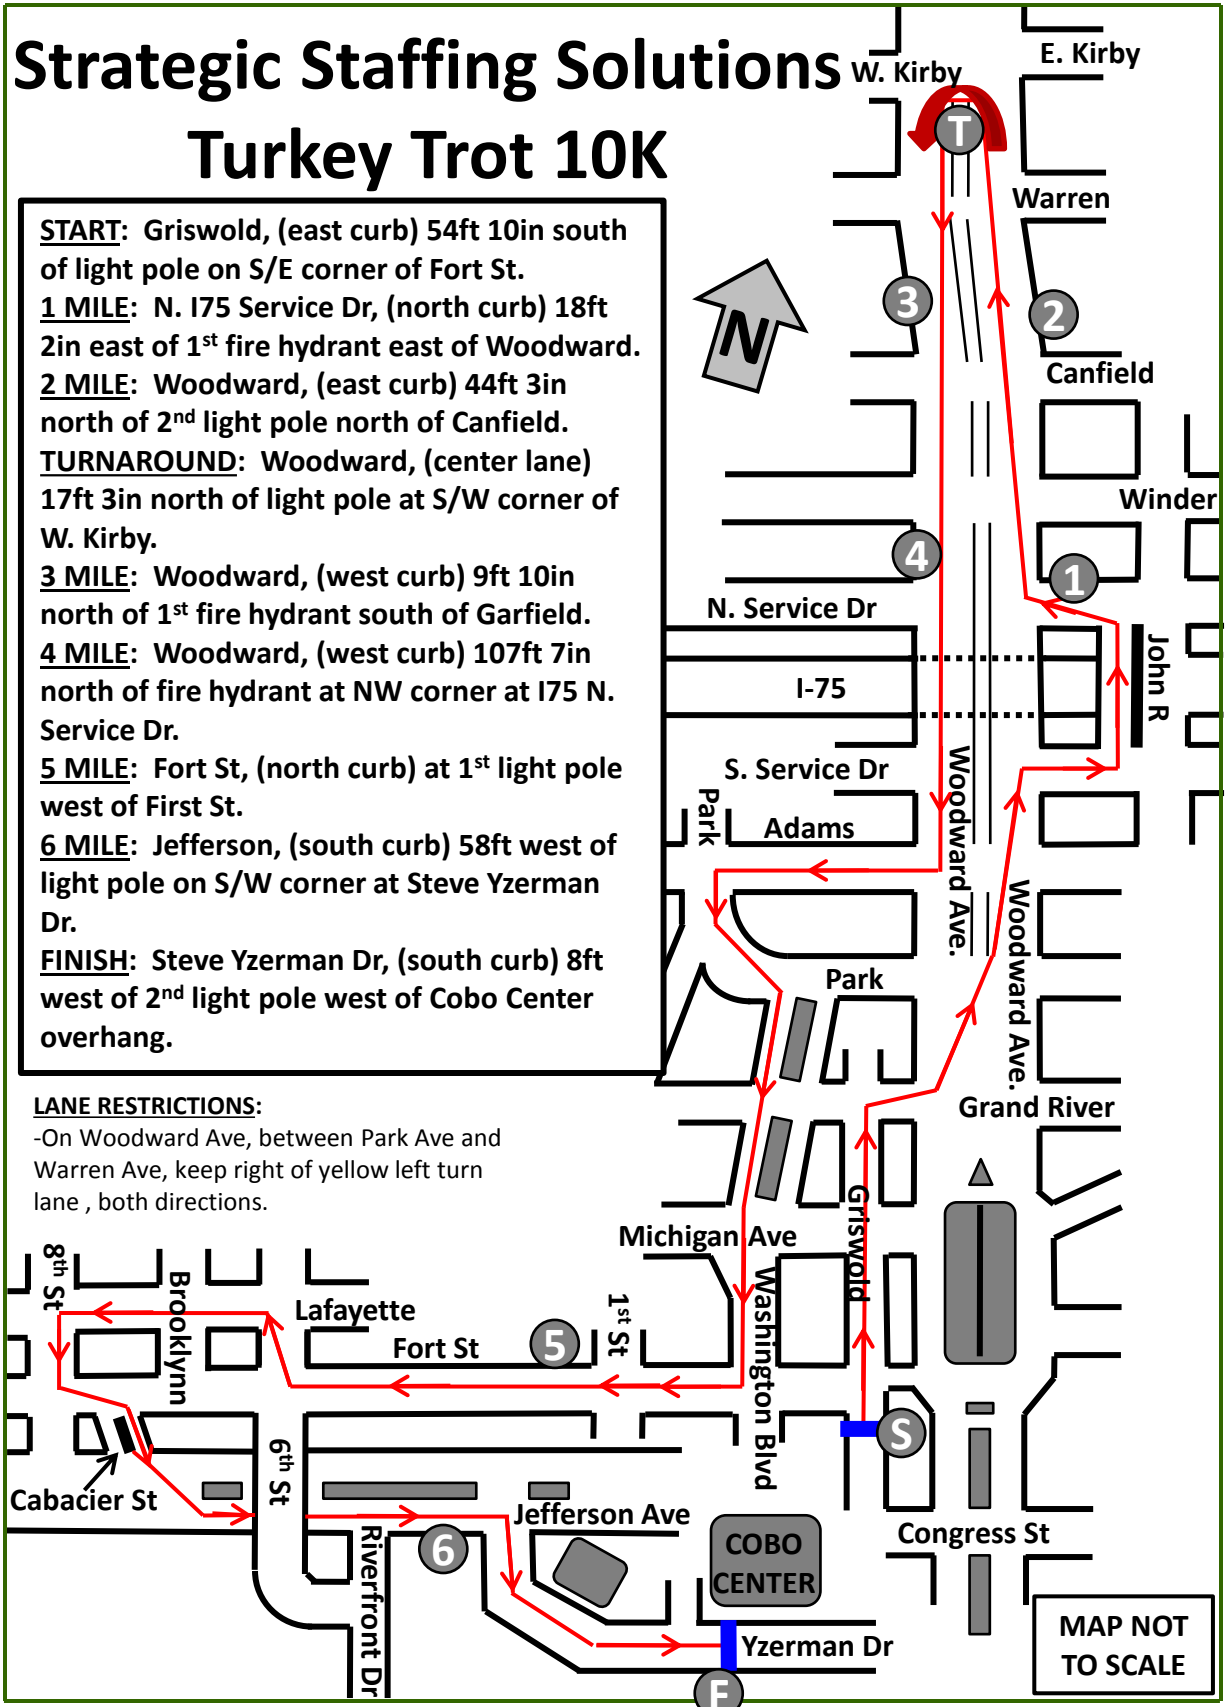 Strategic Staffing Solutions
Turkey Trot 10K
START: Griswold, (east curb) 54ft 10in south
of light pole on S/E corner of Fort St.
1 MILE: N. I75 Service Dr, (north curb) 18ft
2in east of 1st fire hydrant east of Woodward.
2 MILE: Woodward, (east curb) 44ft 3in
north of 2nd light pole north of Canfield.
TURNAROUND: Woodward, (center lane)
17ft 3in north of light pole at S/W corner of
W. Kirby.
3 MILE: Woodward, (west curb) 9ft 10in
north of 1st fire hydrant south of Garfield.
4 MILE: Woodward, (west curb) 107ft 7in
north of fire hydrant at NW corner at I75 N.
Service Dr.
5 MILE: Fort St, (north curb) at 1st light pole
west of First St.
6 MILE: Jefferson, (south curb) 58ft west of
light pole on S/W corner at Steve Yzerman
Dr.
FINISH: Steve Yzerman Dr, (south curb) 8ft
west of 2nd light pole west of Cobo Center
overhang.
LANE RESTRICTIONS:
-On Woodward Ave, between Park Ave and
Warren Ave, keep right of yellow left turn
lane , both directions.
W. Kirby
E. Kirby
T
Warren
N
3
2
Canfield
Winder
4
1
N. Service Dr
John R
I-75
S. Service Dr
Woodward Ave.
Park
Adams
Woodward Ave.
Park
Grand River
Griswold
Michigan Ave
Washington Blvd
8th St
Brooklynn
Lafayette
1st St
Fort St
5
S
6th St
Cabacier St
Jefferson Ave
Riverfront Dr
6
COBO
CENTER
Congress St
Yzerman Dr
F
MAP NOT
TO SCALE